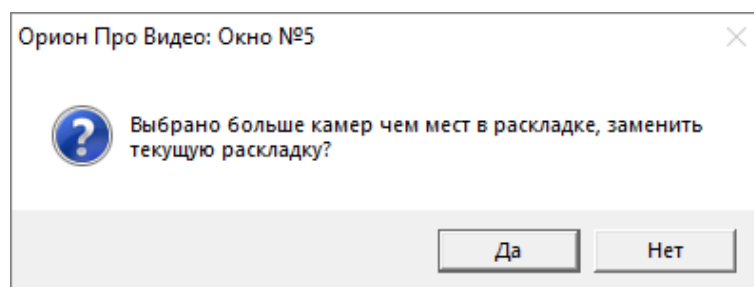 Орион Про Видео: Окно №5
Выбрано больше камер чем мест в раскладке, заменить
текущую раскладку?
Да
Нет